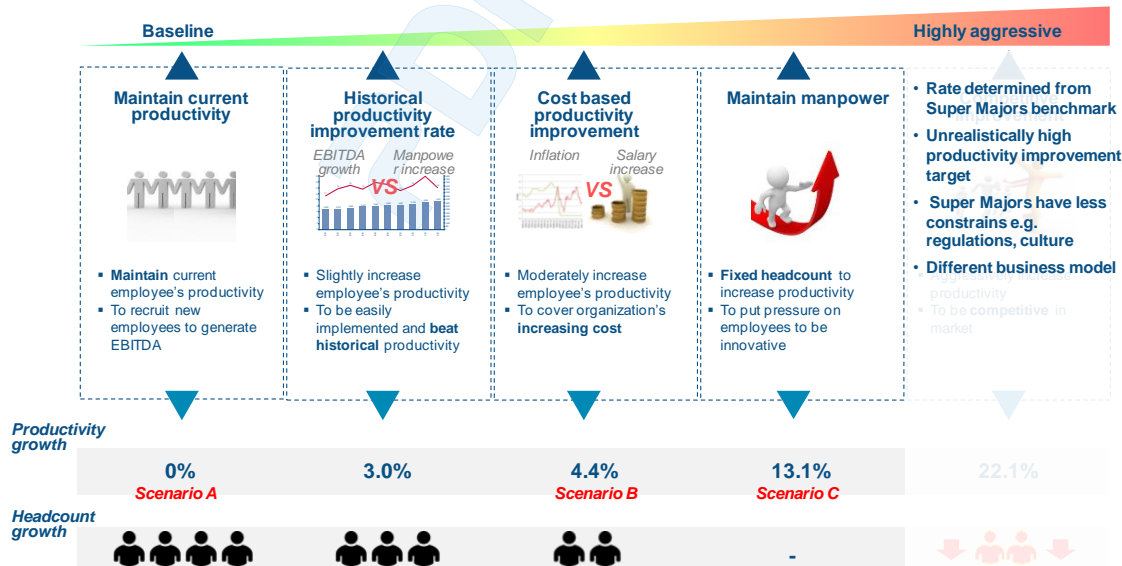 Baseline
Highly aggressive
Maintain current
productivity
Historical
productivity
improvement rate
EBITDA
growth
Manpowe
r increase
VS
Cost based
productivity
improvement
Inflation
Salary
increase
VS
Maintain manpower
• Rate determined from
Super Majors benchmark
• Unrealistically high
productivity improvement
target
• Super Majors have less
constrains e.g.
regulations, culture
• Different business model
▪ Maintain current
employee's productivity
▪ To recruit new
employees to generate
EBITDA
▪ Slightly increase
employee's productivity
▪ To be easily
implemented and beat
historical productivity
▪ Moderately increase
employee's productivity
▪ To cover organization's
increasing cost
▪ Fixed headcount to
increase productivity
▪ To put pressure on
employees to be
innovative
productivity
▪ To be competitive in
market
Productivity
growth
0%
3.0%
4.4%
13.1%
22.1%
Scenario A
Scenario B
Scenario C
Headcount
growth
-